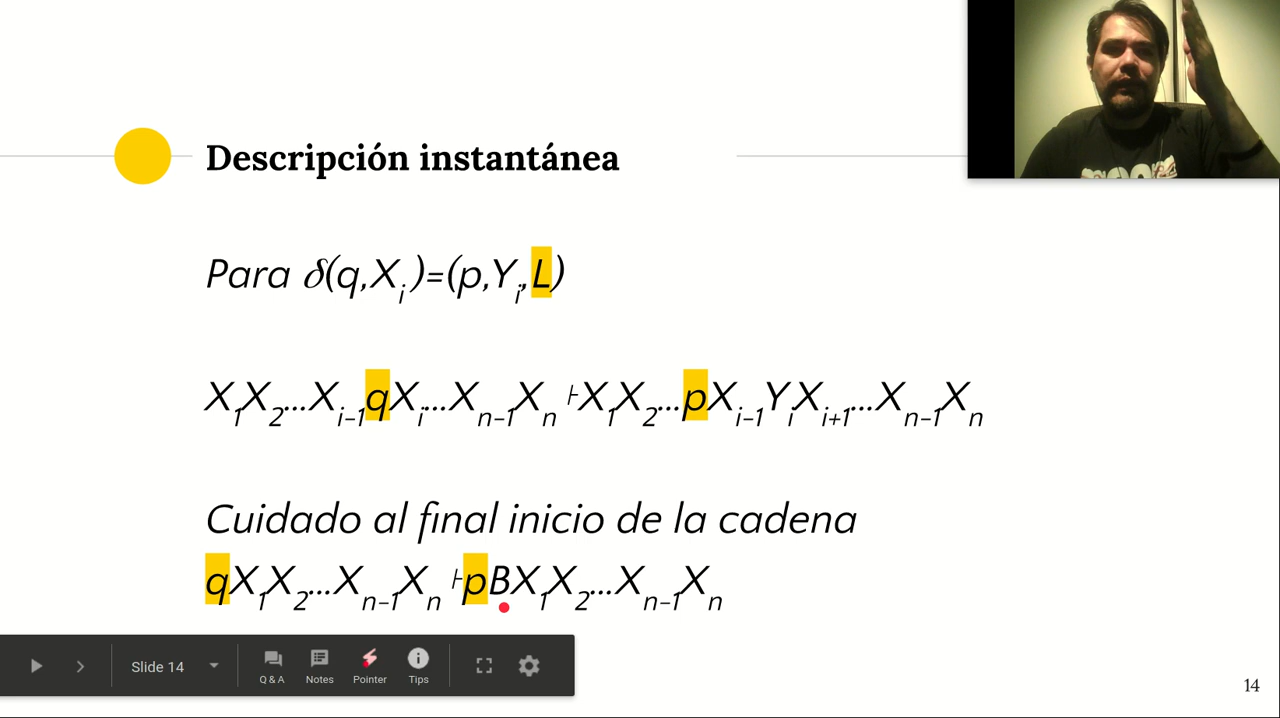 Descripción instantánea
Para δ(q,Xᵢ)=(p,Yᵢ,L)
X₁X₂...Xᵢ₋₁qXᵢ...Xₙ₋₁Xₙ ⊦X₁X₂...pXᵢ₋₁YᵢXᵢ₊₁...Xₙ₋₁Xₙ
Cuidado al final inicio de la cadena
qX₁X₂...Xₙ₋₁Xₙ ⊦pBX₁X₂...Xₙ₋₁Xₙ
Slide 14
Q & A Notes Pointer Tips
14